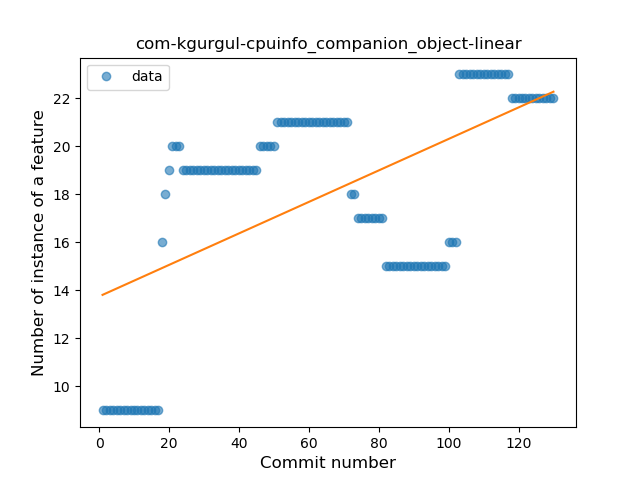 com-kgurgul-cpuinfo_companion_object-linear
data
Number of instance of a feature
22
20
18
16
14
12
10
0 20 40 60 80 100 120
Commit number